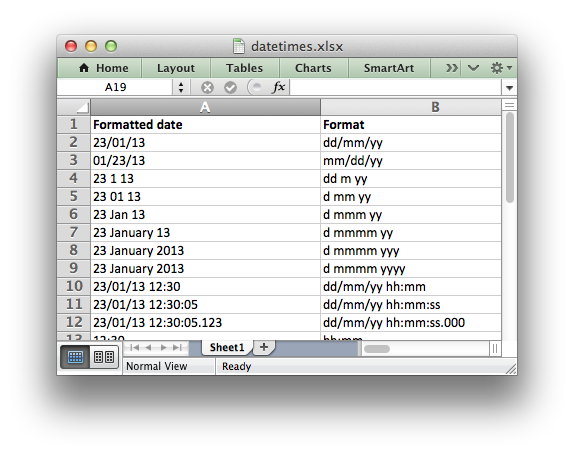 datetimes.xlsx
Home Layout Tables Charts SmartArt
A19 fx
A B
1 Formatted date Format
2 23/01/13 dd/mm/yy
3 01/23/13 mm/dd/yy
4 23 1 13 dd m yy
5 23 01 13 d mm yy
6 23 Jan 13 d mmm yy
7 23 January 13 d mmmm yy
8 23 January 2013 d mmmm yyy
9 23 January 2013 d mmmm yyyy
10 23/01/13 12:30 dd/mm/yy hh:mm
11 23/01/13 12:30:05 dd/mm/yy hh:mm:ss
12 23/01/13 12:30:05.123 dd/mm/yy hh:mm:ss.000
13 12:30 hh:mm
Sheet1
Normal View Ready